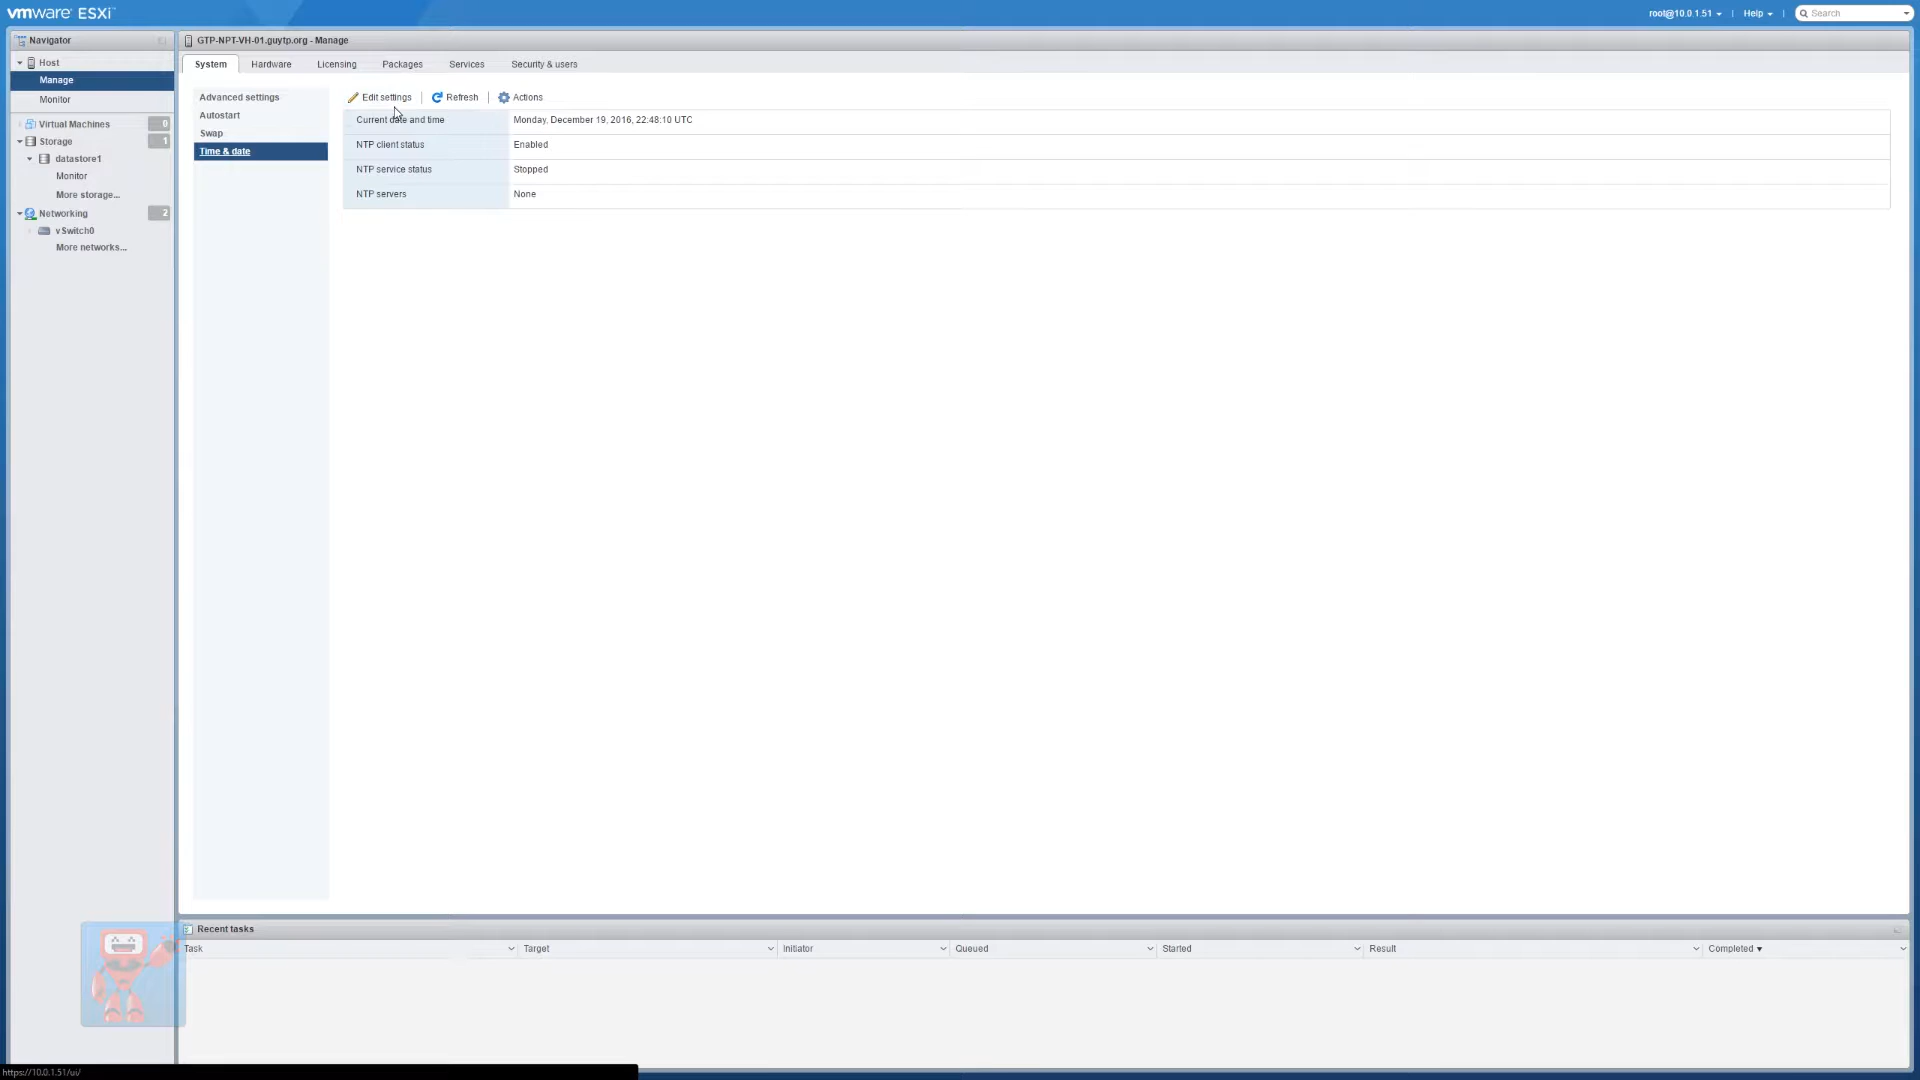 vmware ESXi
root@10.0.1.51 | Help | Search
Navigator
Host
Manage
Monitor
Virtual Machines 0
Storage 1
datastore1
Monitor
More storage...
Networking 2
vSwitch0
More networks...
GTP-NPT-VH-01.guytp.org - Manage
System Hardware Licensing Packages Services Security & users
Advanced settings
Autostart
Swap
Time & date
Edit settings | Refresh | Actions
Current date and time Monday, December 19, 2016, 22:48:10 UTC
NTP client status Enabled
NTP service status Stopped
NTP servers None
Recent tasks
Task Target Initiator Queued Started Result Completed
https://10.0.1.51/ui/